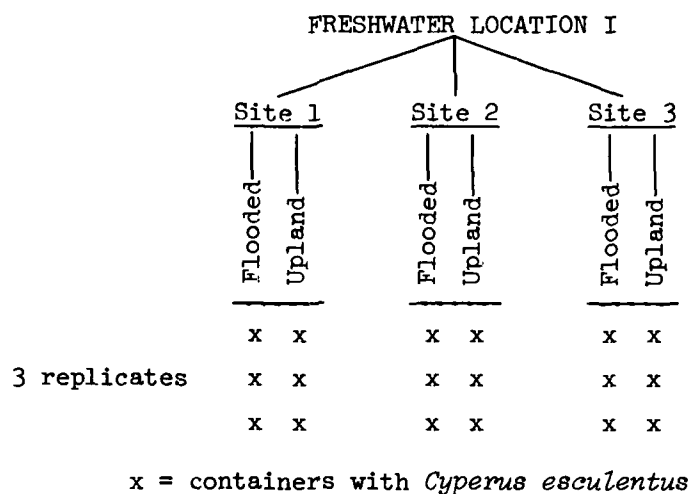 FRESHWATER LOCATION I
Site 1 Site 2 Site 3
Flooded Upland Flooded Upland Flooded Upland
x x x x x x
3 replicates x x x x x x
x x x x x x
x = containers with Cyperus esculentus